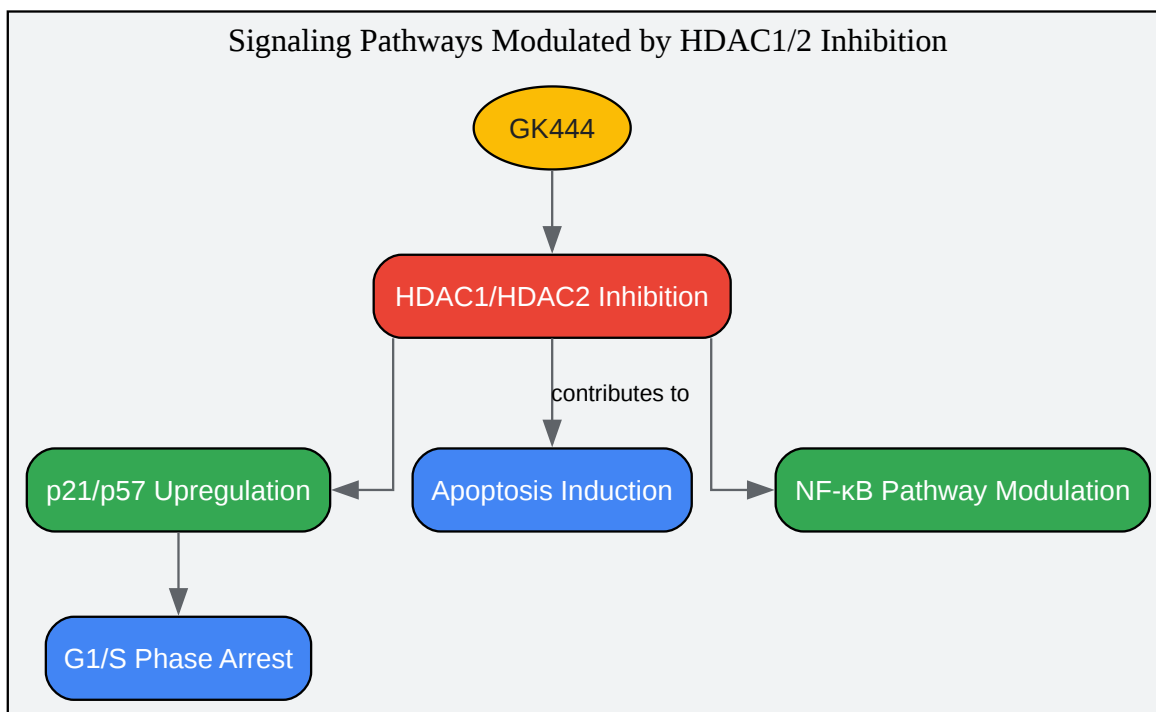 Signaling Pathways Modulated by HDAC1/2 Inhibition
GK444
HDAC1/HDAC2 Inhibition
contributes to
p21/p57 Upregulation
Apoptosis Induction
NF-κB Pathway Modulation
G1/S Phase Arrest